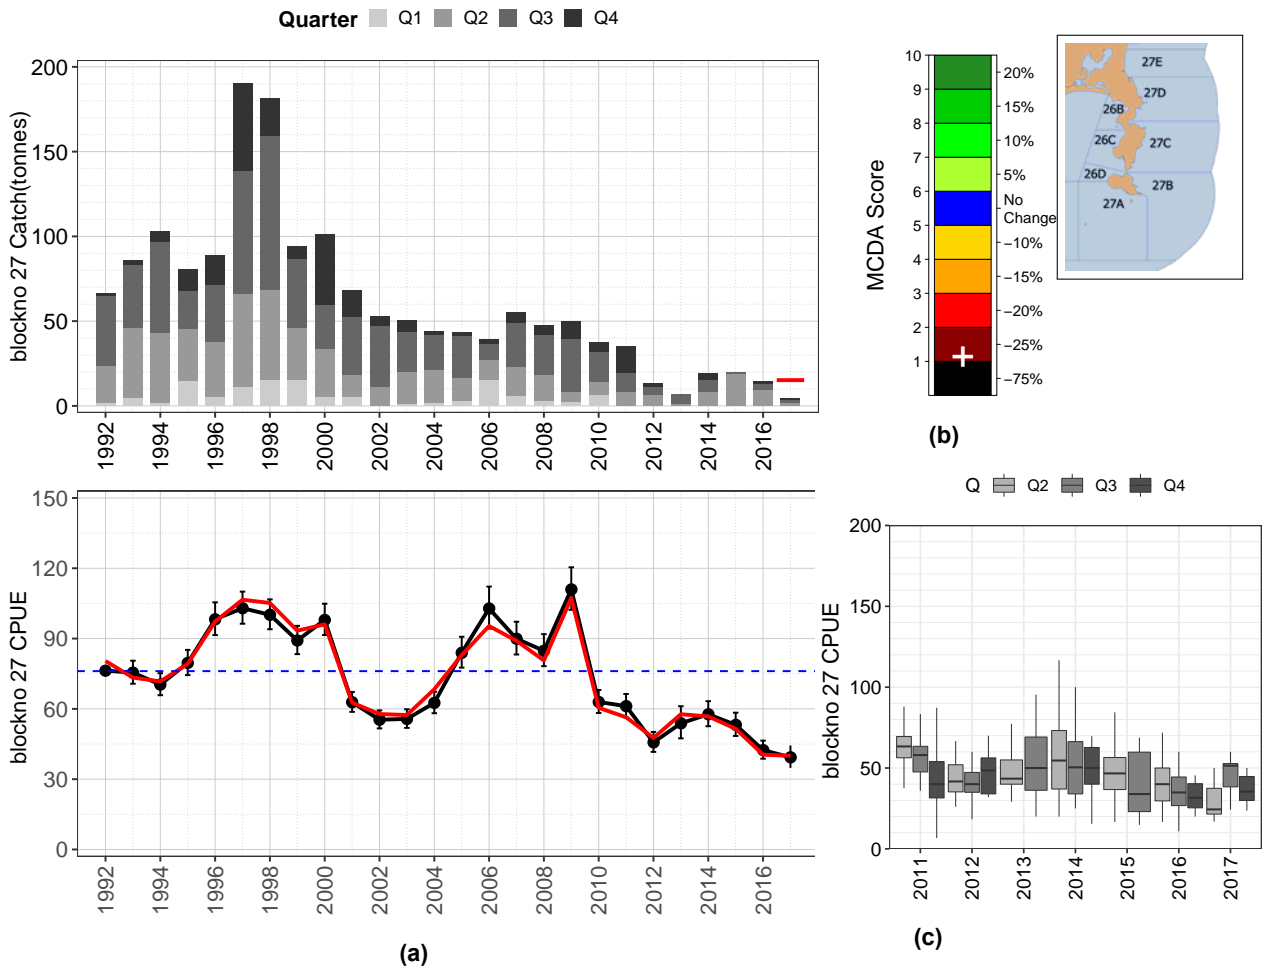 Quarter Q1 Q2 Q3 Q4
blockno 27 Catch(tonnes)
200
150
100
50
0
1992 1994 1996 1998 2000 2002 2004 2006 2008 2010 2012 2014 2016
blockno 27 CPUE
150
120
90
60
30
0
1992 1994 1996 1998 2000 2002 2004 2006 2008 2010 2012 2014 2016
(a)
MCDA Score
10
9
8
7
6
5
4
3
2
1
20%
15%
10%
5%
No
Change
−10%
−15%
−20%
−25%
−75%
(b)
27E
27D
26B
26C
27C
26D
27B
27A
Q Q2 Q3 Q4
blockno 27 CPUE
200
150
100
50
0
2011 2012 2013 2014 2015 2016 2017
(c)